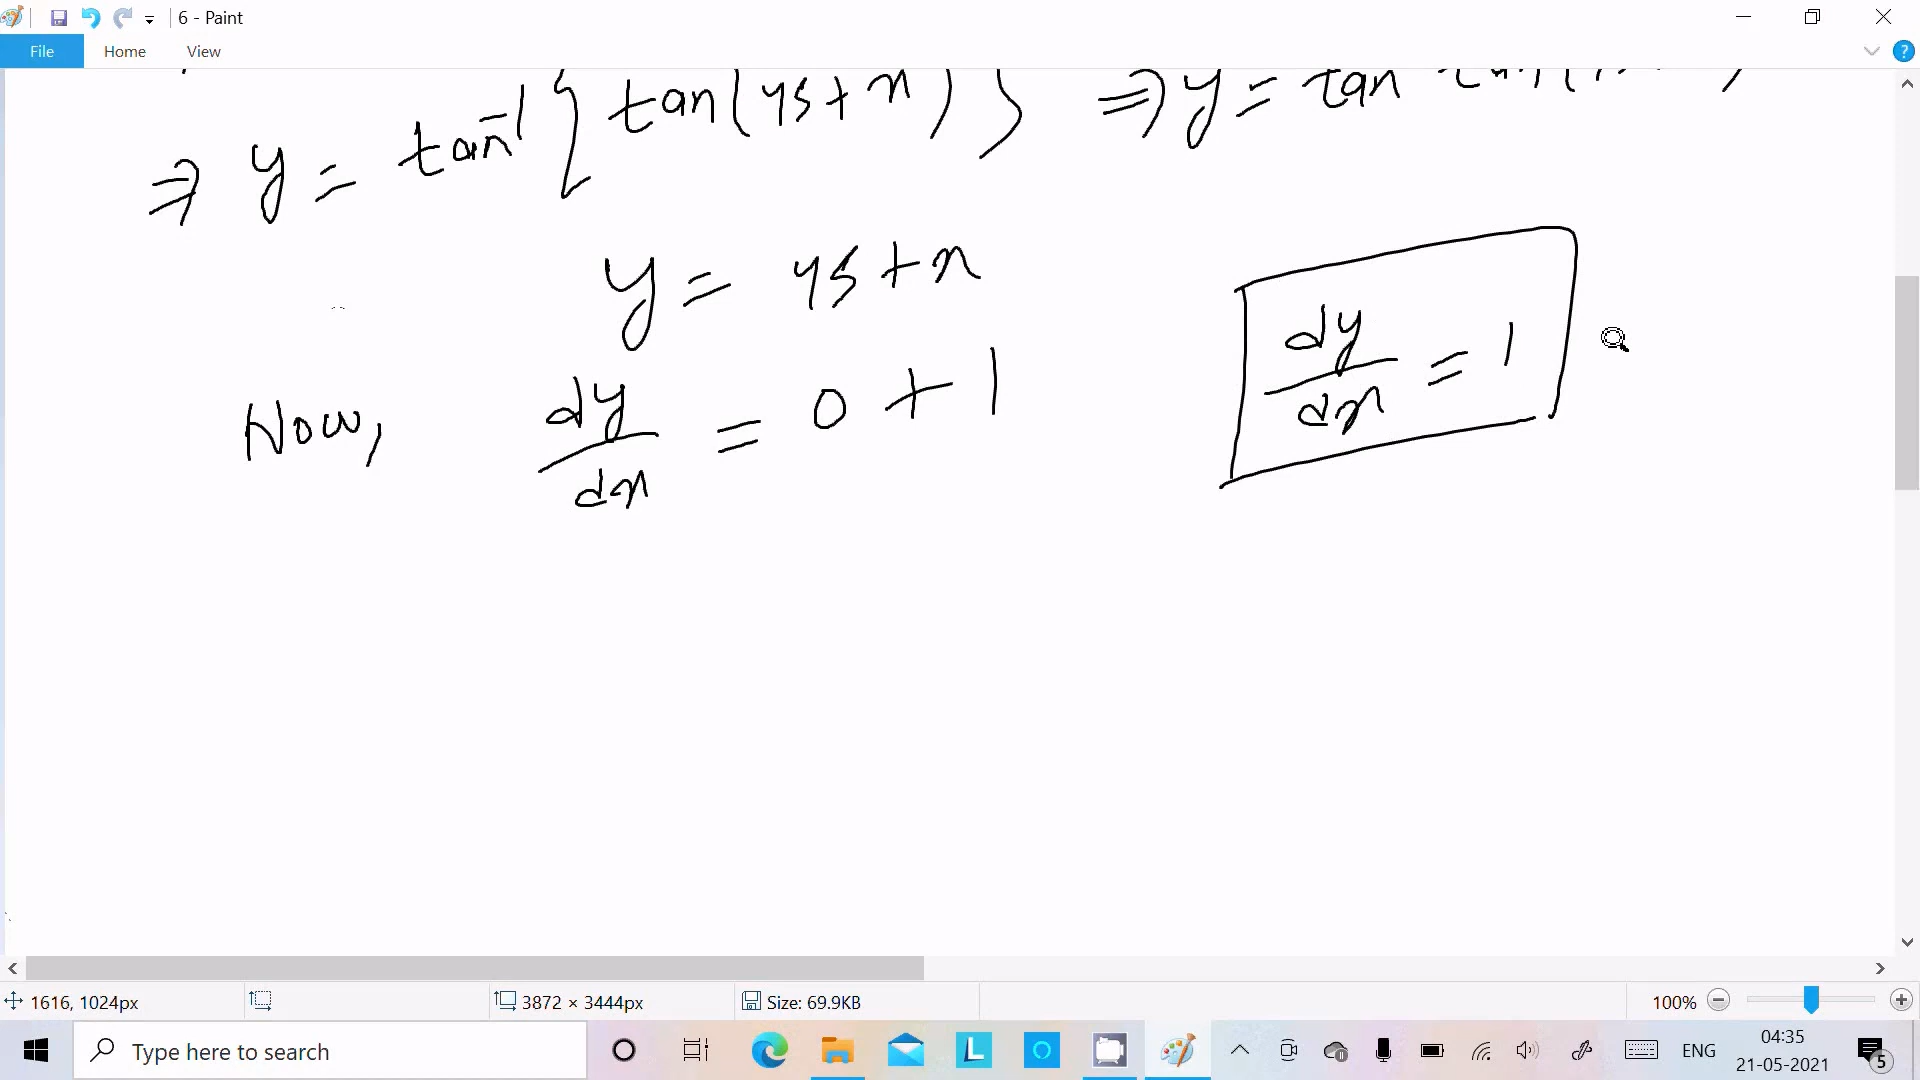 6 - Paint
File Home View
⇒ y = tan⁻¹ { tan(45+x) } ⇒ y = tan
y = 45+x
Now, dy/dx = 0 + 1
dy/dx = 1
1616, 1024px 3872 × 3444px Size: 69.9KB 100%
Type here to search
ENG
04:35
21-05-2021
5